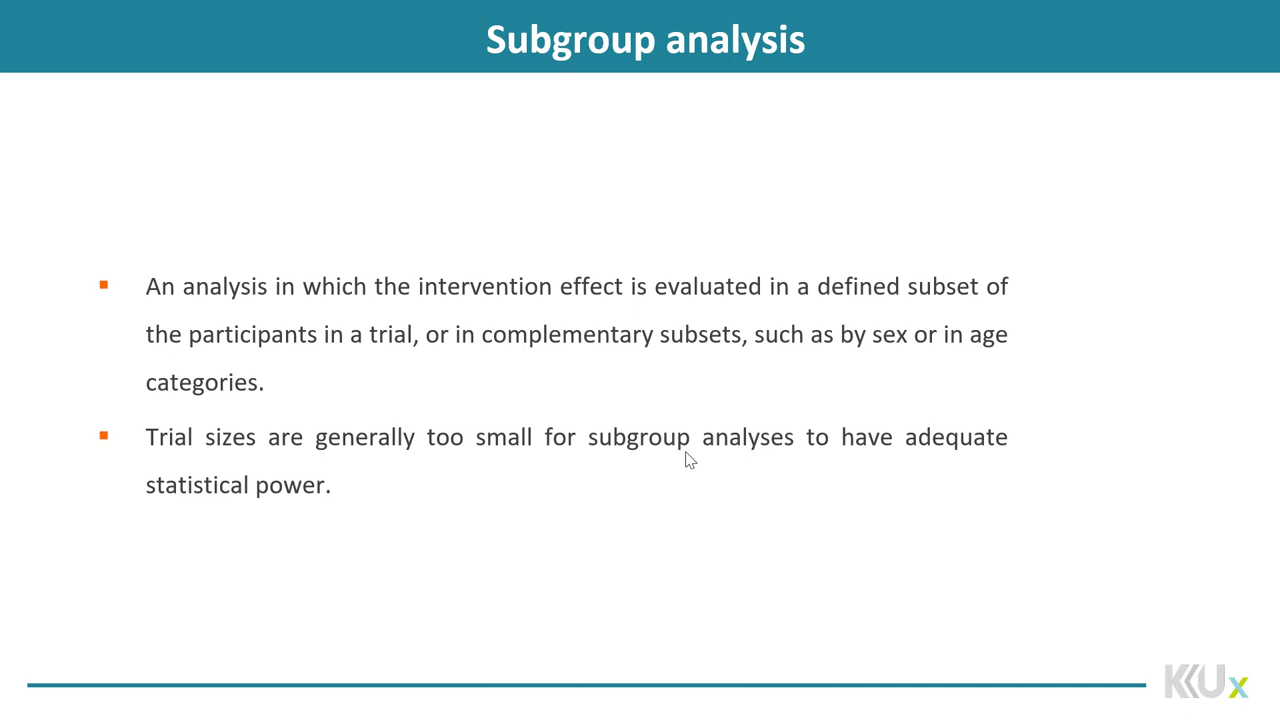 Subgroup analysis
An analysis in which the intervention effect is evaluated in a defined subset of
the participants in a trial, or in complementary subsets, such as by sex or in age
categories.
Trial sizes are generally too small for subgroup analyses to have adequate
statistical power.
KKUx